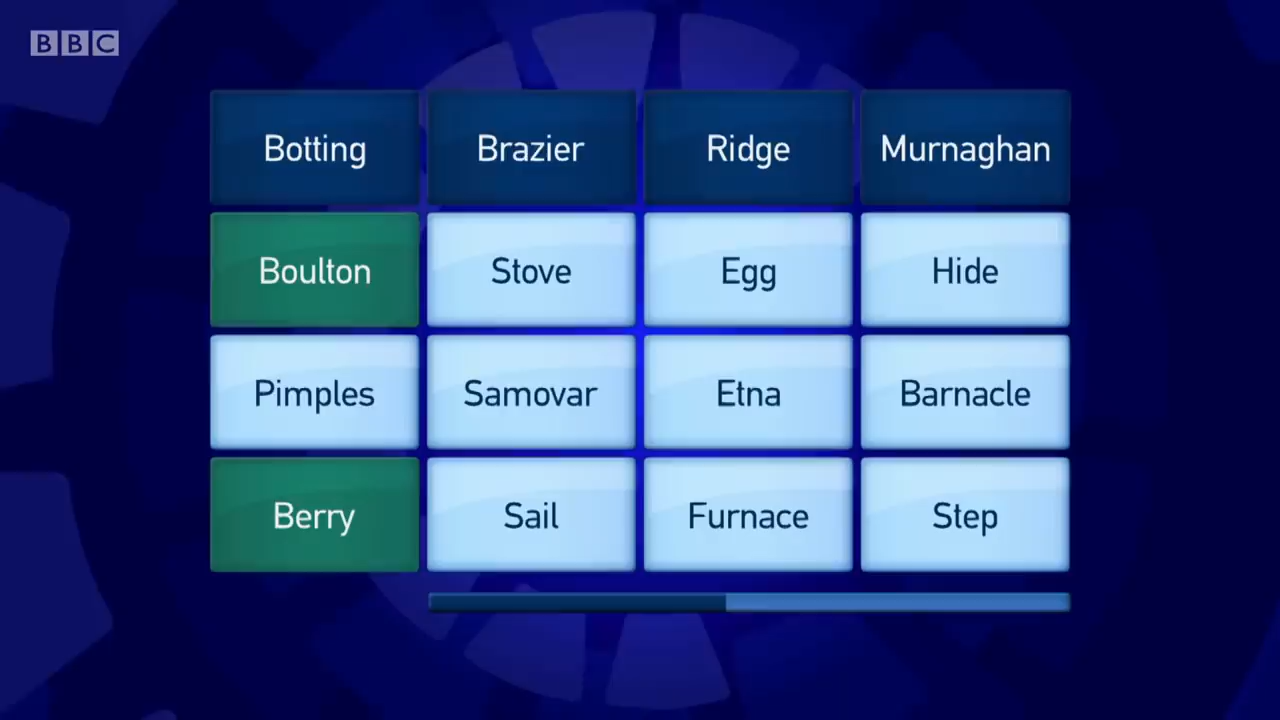 BBC
Botting
Brazier
Ridge
Murnaghan
Boulton
Stove
Egg
Hide
Pimples
Samovar
Etna
Barnacle
Berry
Sail
Furnace
Step